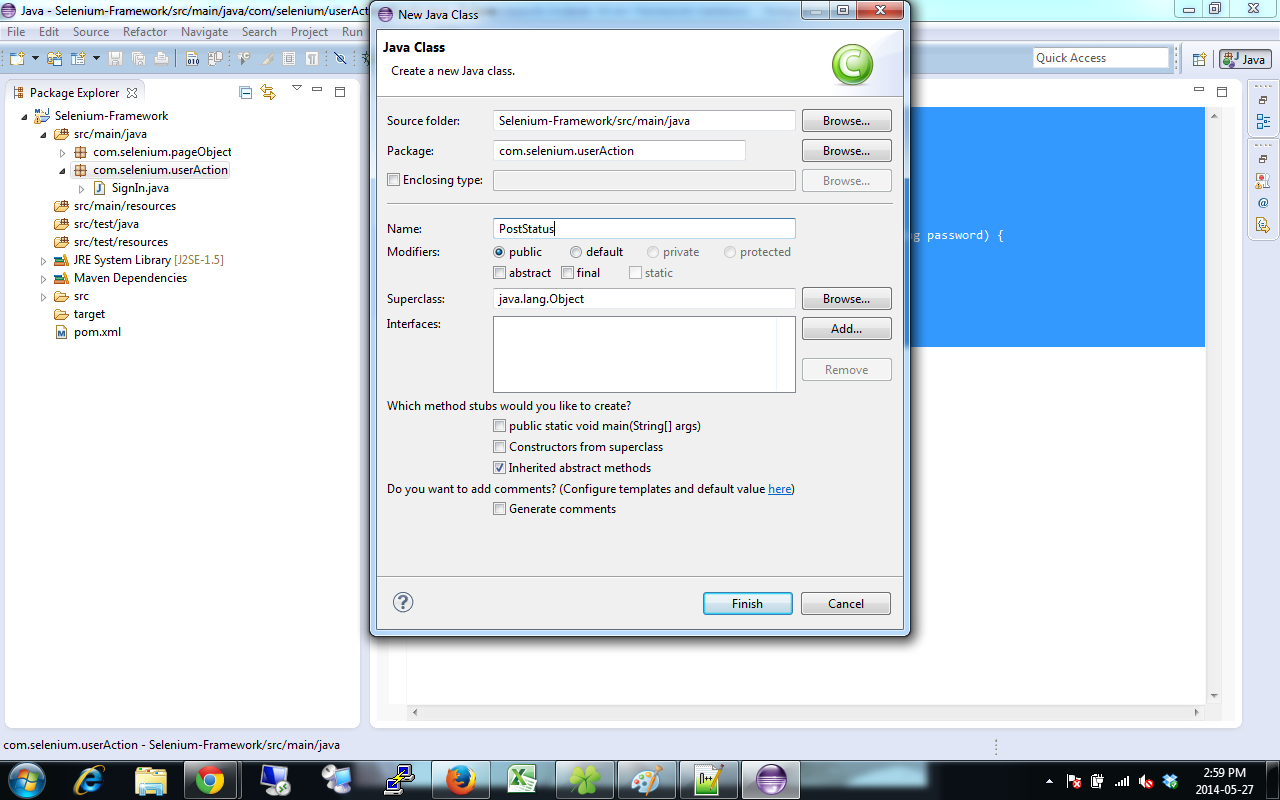 Java - Selenium-Framework/src/main/java/com/selenium/userAct
File Edit Source Refactor Navigate Search Project Run
Quick Access
Java
Package Explorer
Selenium-Framework
src/main/java
com.selenium.pageObject
com.selenium.userAction
SignIn.java
src/main/resources
src/test/java
src/test/resources
JRE System Library [J2SE-1.5]
Maven Dependencies
src
target
pom.xml
New Java Class
Java Class
Create a new Java class.
Source folder: Selenium-Framework/src/main/java Browse...
Package: com.selenium.userAction Browse...
Enclosing type: Browse...
Name: PostStatus
Modifiers: public default private protected
abstract final static
Superclass: java.lang.Object Browse...
Interfaces: Add...
Remove
Which method stubs would you like to create?
public static void main(String[] args)
Constructors from superclass
Inherited abstract methods
Do you want to add comments? (Configure templates and default value here)
Generate comments
Finish Cancel
password) {
com.selenium.userAction - Selenium-Framework/src/main/java
2:59 PM
2014-05-27